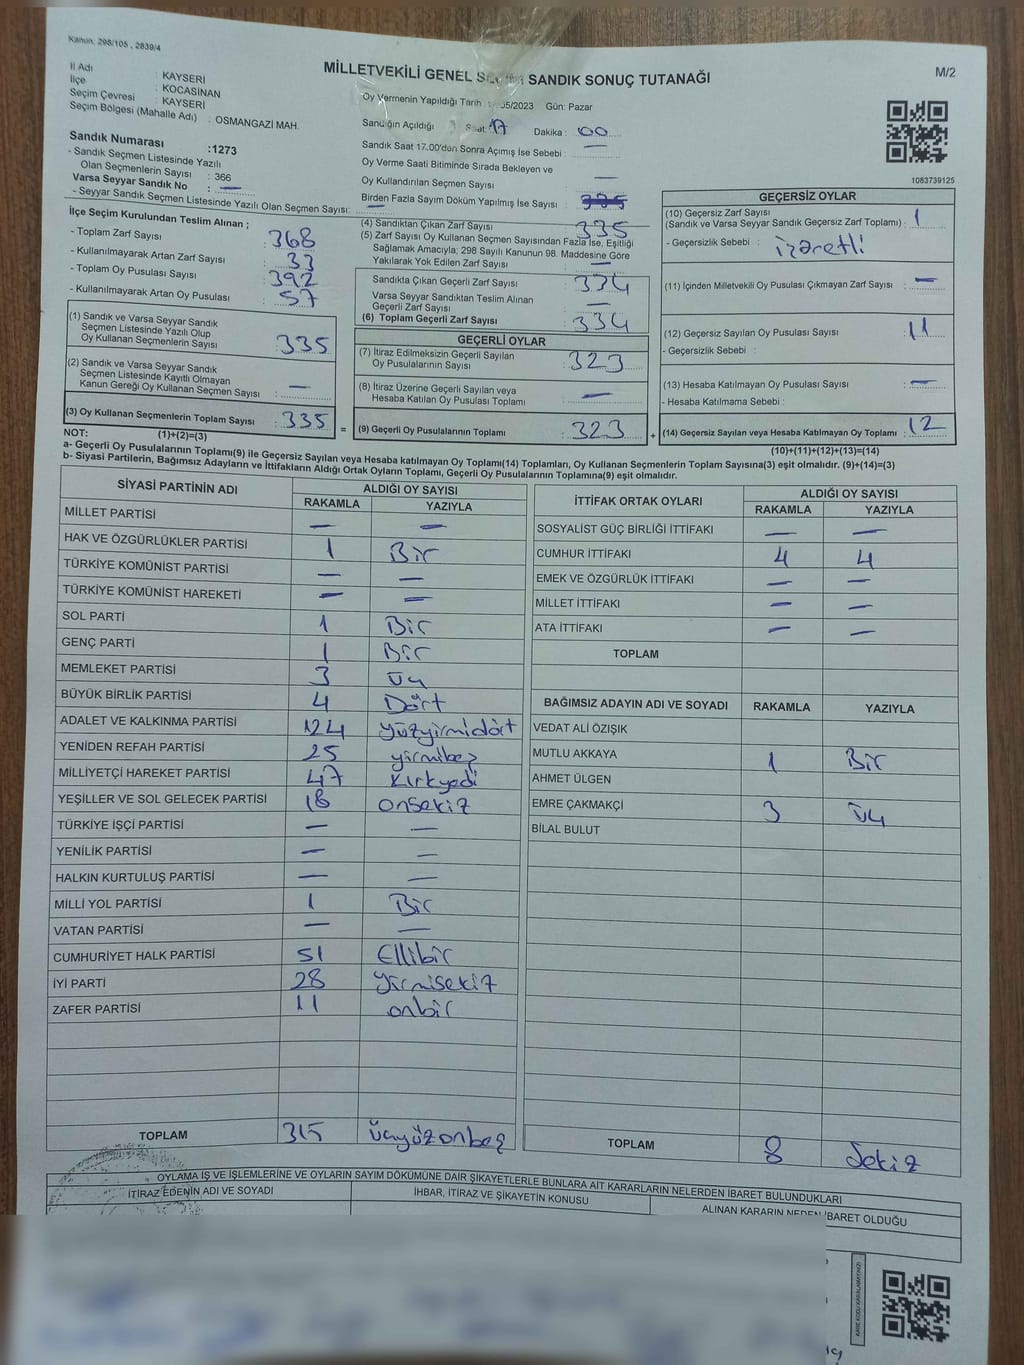 Kanun: 298/105 , 2839/4
MİLLETVEKİLİ GENEL SEÇİMİ SANDIK SONUÇ TUTANAĞI
M/2
İl Adı : KAYSERİ
İlçe : KOCASİNAN
Seçim Çevresi : KAYSERİ
Seçim Bölgesi (Mahalle Adı) : OSMANGAZİ MAH.
Sandık Numarası :1273
- Sandık Seçmen Listesinde Yazılı
Olan Seçmenlerin Sayısı : 366
Varsa Seyyar Sandık No : —
- Seyyar Sandık Seçmen Listesinde Yazılı Olan Seçmen Sayısı: —
Oy Vermenin Yapıldığı Tarih : 05/2023 Gün: Pazar
Sandığın Açıldığı Saat: 17 Dakika : 00
Sandık Saat 17.00'den Sonra Açımış İse Sebebi : —
Oy Verme Saati Bitiminde Sırada Bekleyen ve
Oy Kullandırılan Seçmen Sayısı : —
Birden Fazla Sayım Döküm Yapılmış İse Sayısı :
1083739125
İlçe Seçim Kurulundan Teslim Alınan ;
- Toplam Zarf Sayısı : 368
- Kullanılmayarak Artan Zarf Sayısı : 33
- Toplam Oy Pusulası Sayısı : 392
- Kullanılmayarak Artan Oy Pusulası : 57
(1) Sandık ve Varsa Seyyar Sandık
Seçmen Listesinde Yazılı Olup
Oy Kullanan Seçmenlerin Sayısı : 335
(2) Sandık ve Varsa Seyyar Sandık
Seçmen Listesinde Kayıtlı Olmayan
Kanun Gereği Oy Kullanan Seçmen Sayısı : —
(3) Oy Kullanan Seçmenlerin Toplam Sayısı : 335
(4) Sandıktan Çıkan Zarf Sayısı : 335
(5) Zarf Sayısı Oy Kullanan Seçmen Sayısından Fazla İse, Eşitliği
Sağlamak Amacıyla; 298 Sayılı Kanunun 98. Maddesine Göre
Yakılarak Yok Edilen Zarf Sayısı : —
Sandıkta Çıkan Geçerli Zarf Sayısı : 334
Varsa Seyyar Sandıktan Teslim Alınan
Geçerli Zarf Sayısı : —
(6) Toplam Geçerli Zarf Sayısı : 334
GEÇERLİ OYLAR
(7) İtiraz Edilmeksizin Geçerli Sayılan
Oy Pusulalarının Sayısı : 323
(8) İtiraz Üzerine Geçerli Sayılan veya
Hesaba Katılan Oy Pusulası Toplamı : —
= (9) Geçerli Oy Pusulalarının Toplamı : 323 +
GEÇERSİZ OYLAR
(10) Geçersiz Zarf Sayısı : 1
(Sandık ve Varsa Seyyar Sandık Geçersiz Zarf Toplamı)
- Geçersizlik Sebebi : işaretli
(11) İçinden Milletvekili Oy Pusulası Çıkmayan Zarf Sayısı : —
(12) Geçersiz Sayılan Oy Pusulası Sayısı : 11
- Geçersizlik Sebebi :
(13) Hesaba Katılmayan Oy Pusulası Sayısı : —
- Hesaba Katılmama Sebebi :
(14) Geçersiz Sayılan veya Hesaba Katılmayan Oy Toplamı : 12
NOT: (1)+(2)=(3)
(10)+(11)+(12)+(13)=(14)
a- Geçerli Oy Pusulalarının Toplamı(9) ile Geçersiz Sayılan veya Hesaba katılmayan Oy Toplamı(14) Toplamları, Oy Kullanan Seçmenlerin Toplam Sayısına(3) eşit olmalıdır. (9)+(14)=(3)
b- Siyasi Partilerin, Bağımsız Adayların ve İttifakların Aldığı Ortak Oyların Toplamı, Geçerli Oy Pusulalarının Toplamına(9) eşit olmalıdır.
SİYASİ PARTİNİN ADI ALDIĞI OY SAYISI
RAKAMLA YAZIYLA
MİLLET PARTİSİ — —
HAK VE ÖZGÜRLÜKLER PARTİSİ 1 Bir
TÜRKİYE KOMÜNİST PARTİSİ — —
TÜRKİYE KOMÜNİST HAREKETİ — —
SOL PARTİ 1 Bir
GENÇ PARTİ 1 Bir
MEMLEKET PARTİSİ 3 Üç
BÜYÜK BİRLİK PARTİSİ 4 Dört
ADALET VE KALKINMA PARTİSİ 124 yüzyirmidört
YENİDEN REFAH PARTİSİ 25 yirmibeş
MİLLİYETÇİ HAREKET PARTİSİ 47 Kırkyedi
YEŞİLLER VE SOL GELECEK PARTİSİ 18 onsekiz
TÜRKİYE İŞÇİ PARTİSİ — —
YENİLİK PARTİSİ — —
HALKIN KURTULUŞ PARTİSİ — —
MİLLİ YOL PARTİSİ 1 Bir
VATAN PARTİSİ — —
CUMHURİYET HALK PARTİSİ 51 Ellibir
İYİ PARTİ 28 yirmisekiz
ZAFER PARTİSİ 11 onbir
TOPLAM 315 üçyüzonbeş
İTTİFAK ORTAK OYLARI ALDIĞI OY SAYISI
RAKAMLA YAZIYLA
SOSYALİST GÜÇ BİRLİĞİ İTTİFAKI — —
CUMHUR İTTİFAKI 4 4
EMEK VE ÖZGÜRLÜK İTTİFAKI — —
MİLLET İTTİFAKI — —
ATA İTTİFAKI — —
TOPLAM
BAĞIMSIZ ADAYIN ADI VE SOYADI RAKAMLA YAZIYLA
VEDAT ALİ ÖZIŞIK
MUTLU AKKAYA 1 Bir
AHMET ÜLGEN
EMRE ÇAKMAKÇİ 3 Üç
BİLAL BULUT
TOPLAM 8 Sekiz
OYLAMA İŞ VE İŞLEMLERİNE VE OYLARIN SAYIM DÖKÜMÜNE DAİR ŞİKAYETLERLE BUNLARA AİT KARARLARIN NELERDEN İBARET BULUNDUKLARI
İTİRAZ EDENİN ADI VE SOYADI İHBAR, İTİRAZ VE ŞİKAYETİN KONUSU ALINAN KARARIN NEDEN İBARET OLDUĞU
KARE KODU KARALAMAYINIZ!